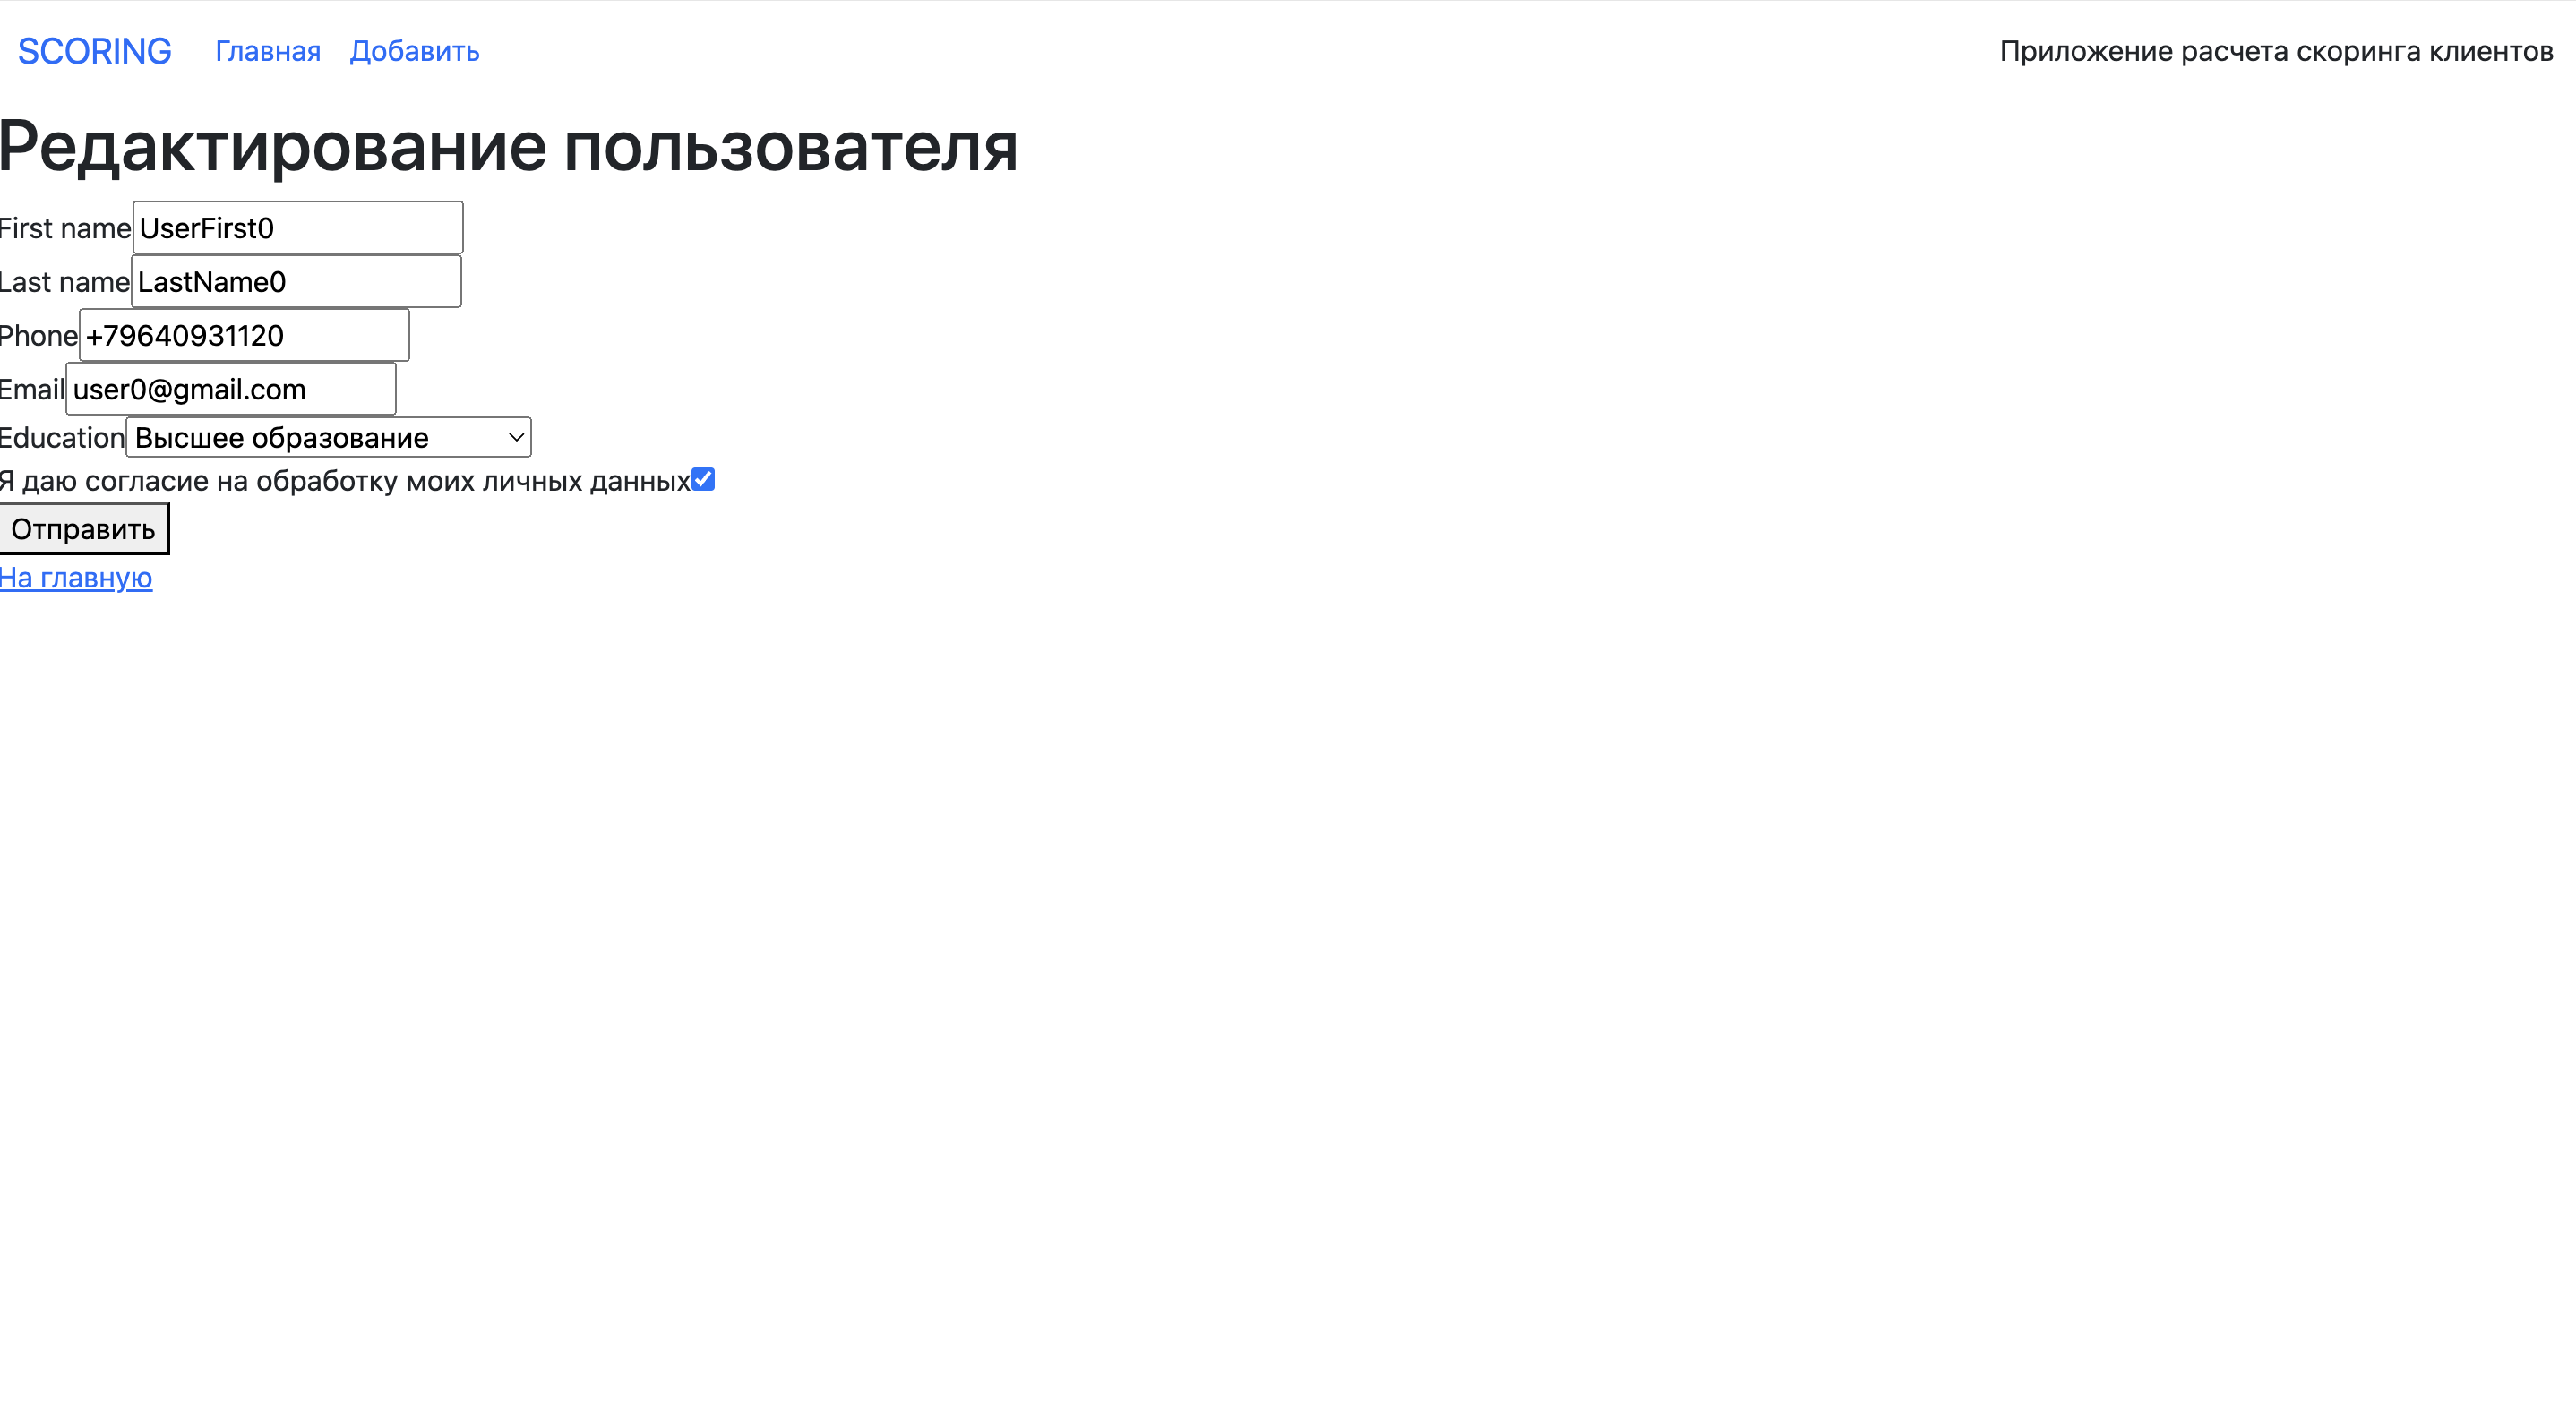 SCORING Главная Добавить Приложение расчета скоринга клиентов
Редактирование пользователя
First name UserFirst0
Last name LastName0
Phone +79640931120
Email user0@gmail.com
Education Высшее образование
Я даю согласие на обработку моих личных данных
Отправить
На главную